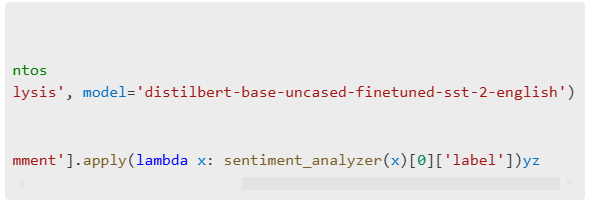 ntos
lysis', model='distilbert-base-uncased-finetuned-sst-2-english')
mment'].apply(lambda x: sentiment_analyzer(x)[0]['label'])yz